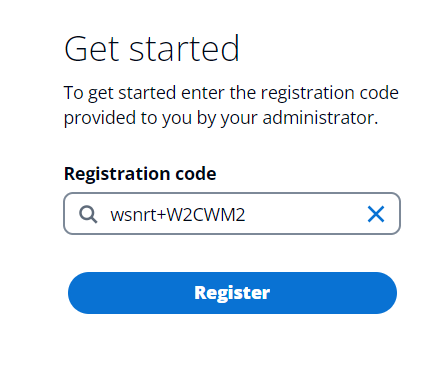 Get started
To get started enter the registration code
provided to you by your administrator.
Registration code
wsnrt+W2CWM2
Register